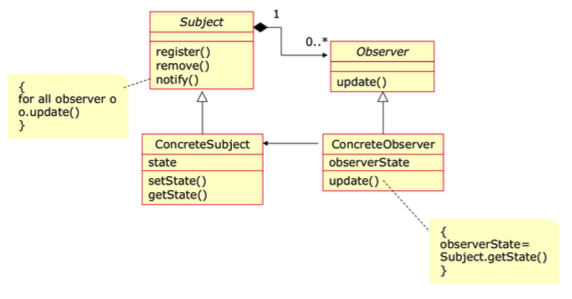 Subject
1
register()
remove()
notify()
0..*
Observer
update()
{
for all observer o
o.update()
}
ConcreteSubject
state
setState()
getState()
ConcreteObserver
observerState
update()
{
observerState=
Subject.getState()
}